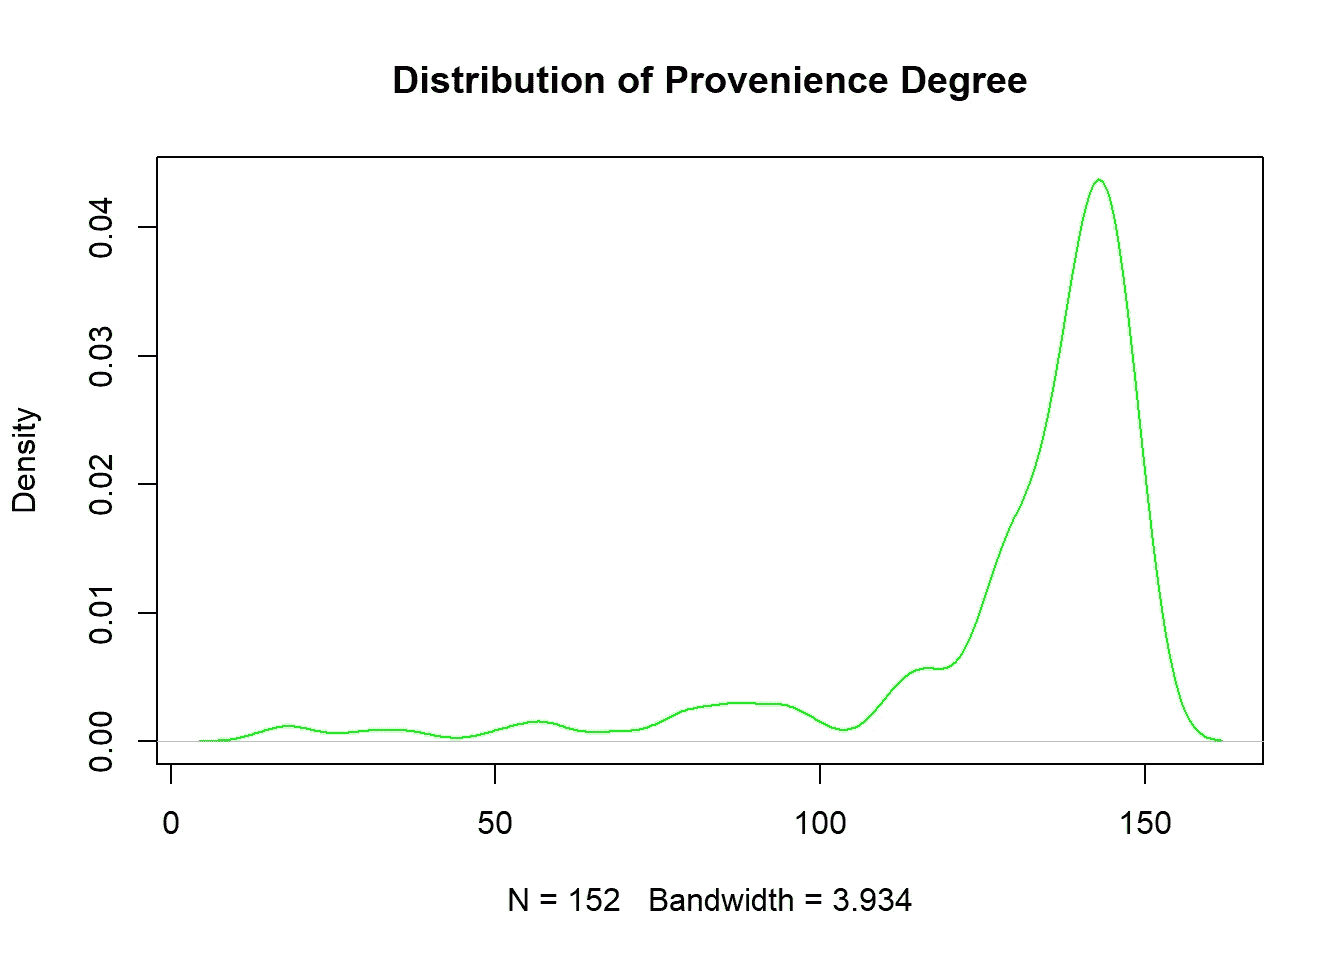 Distribution of Provenience Degree
Density
0.04
0.03
0.02
0.01
0.00
0 50 100 150
N = 152 Bandwidth = 3.934